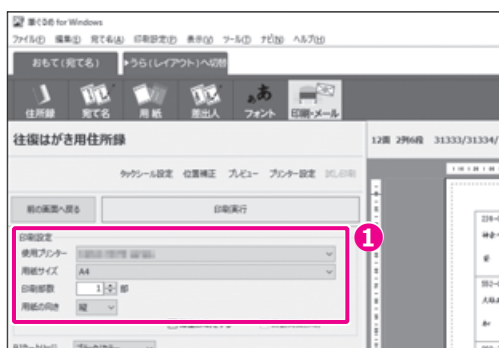 筆ぐるめ for Windows
ファイル(F) 編集(E) 宛て名(A) 印刷設定(P) 表示(V) ツール(T) ナビ(N) ヘルプ(H)
おもて(宛て名) ▶うら(レイアウト)へ切替
住所録 宛て名 用紙 差出人 フォント 印刷・メール
往復はがき用住所録
12面 2列6段 31333/31334/
タックシール設定 位置補正 プレビュー プリンター設定 試し印刷
前の画面へ戻る 印刷実行
1
印刷設定
使用プリンター
用紙サイズ A4
印刷部数 1 部
用紙の向き 縦